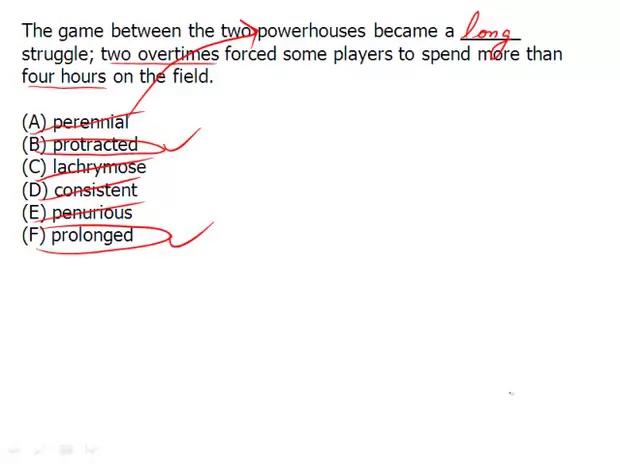 The game between the two powerhouses became a long
struggle; two overtimes forced some players to spend more than
four hours on the field.
(A) perennial
(B) protracted
(C) lachrymose
(D) consistent
(E) penurious
(F) prolonged